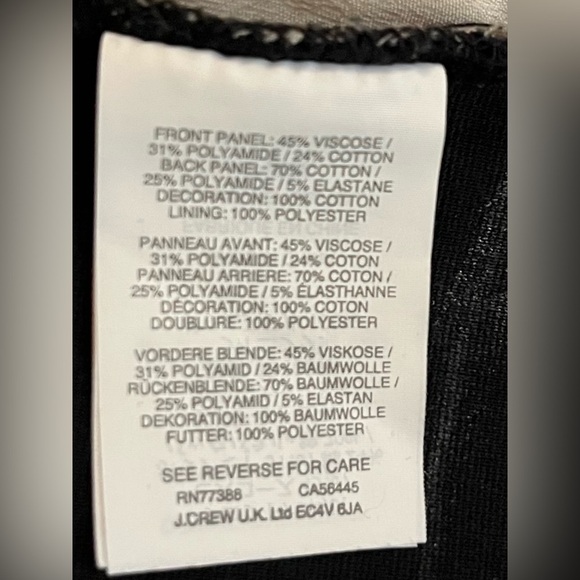 FRONT PANEL: 45% VISCOSE /
31% POLYAMIDE / 24% COTTON
BACK PANEL: 70% COTTON /
25% POLYAMIDE / 5% ELASTANE
DECORATION: 100% COTTON
LINING: 100% POLYESTER
PANNEAU AVANT: 45% VISCOSE /
31% POLYAMIDE / 24% COTON
PANNEAU ARRIERE: 70% COTON /
25% POLYAMIDE / 5% ÉLASTHANNE
DÉCORATION: 100% COTON
DOUBLURE: 100% POLYESTER
VORDERE BLENDE: 45% VISKOSE /
31% POLYAMID / 24% BAUMWOLLE
RÜCKENBLENDE: 70% BAUMWOLLE /
25% POLYAMID / 5% ELASTAN
DEKORATION: 100% BAUMWOLLE
FUTTER: 100% POLYESTER
SEE REVERSE FOR CARE
RN77388 CA56445
J.CREW U.K. Ltd EC4V 6JA